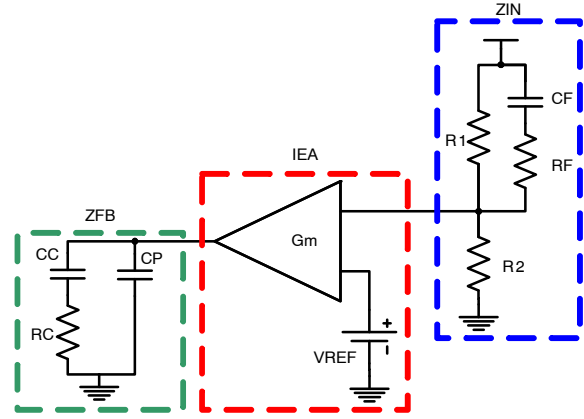 ZIN
CF
R1
RF
IEA
Gm
ZFB
CC
CP
R2
RC
VREF
+
-